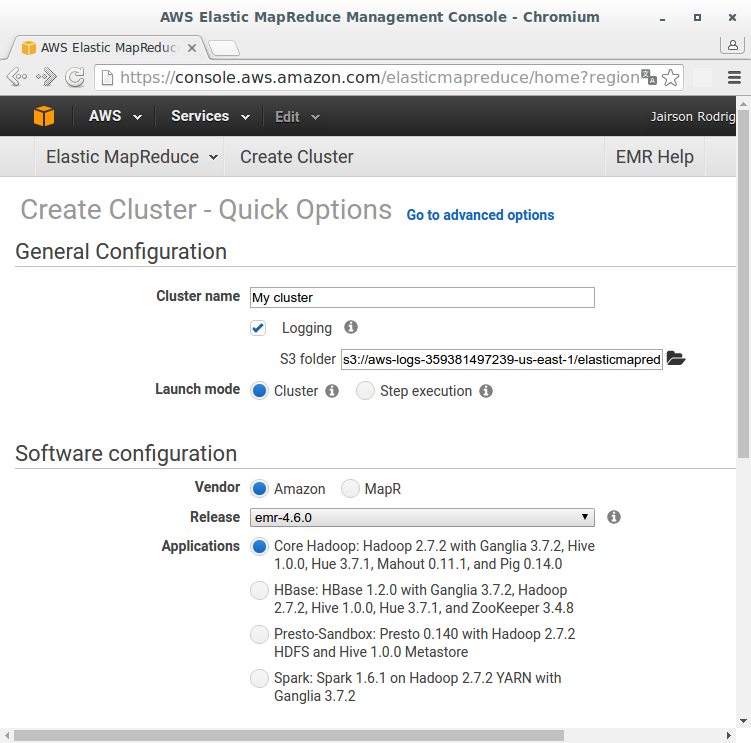 AWS Elastic MapReduce Management Console - Chromium
AWS Elastic MapReduc
https://console.aws.amazon.com/elasticmapreduce/home?region
AWS Services Edit Jairson Rodrig
Elastic MapReduce Create Cluster EMR Help
Create Cluster - Quick Options Go to advanced options
General Configuration
Cluster name My cluster
Logging
S3 folder s3://aws-logs-359381497239-us-east-1/elasticmapred
Launch mode Cluster Step execution
Software configuration
Vendor Amazon MapR
Release emr-4.6.0
Applications Core Hadoop: Hadoop 2.7.2 with Ganglia 3.7.2, Hive
1.0.0, Hue 3.7.1, Mahout 0.11.1, and Pig 0.14.0
HBase: HBase 1.2.0 with Ganglia 3.7.2, Hadoop
2.7.2, Hive 1.0.0, Hue 3.7.1, and ZooKeeper 3.4.8
Presto-Sandbox: Presto 0.140 with Hadoop 2.7.2
HDFS and Hive 1.0.0 Metastore
Spark: Spark 1.6.1 on Hadoop 2.7.2 YARN with
Ganglia 3.7.2